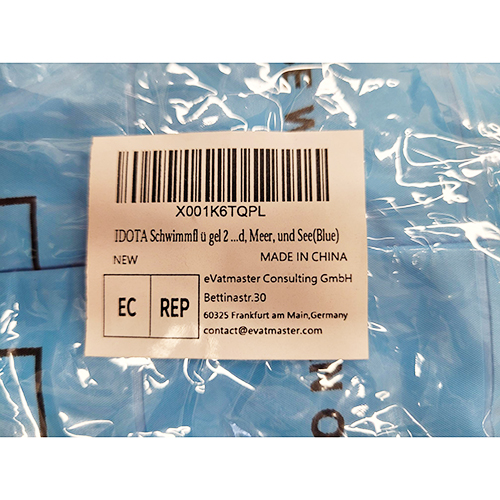 X001K6TQPL
IDOTA Schwimmfl ü gel 2 ...d, Meer, und See(Blue)
NEW MADE IN CHINA
EC REP
eVatmaster Consulting GmbH
Bettinastr.30
60325 Frankfurt am Main,Germany
contact@evatmaster.com